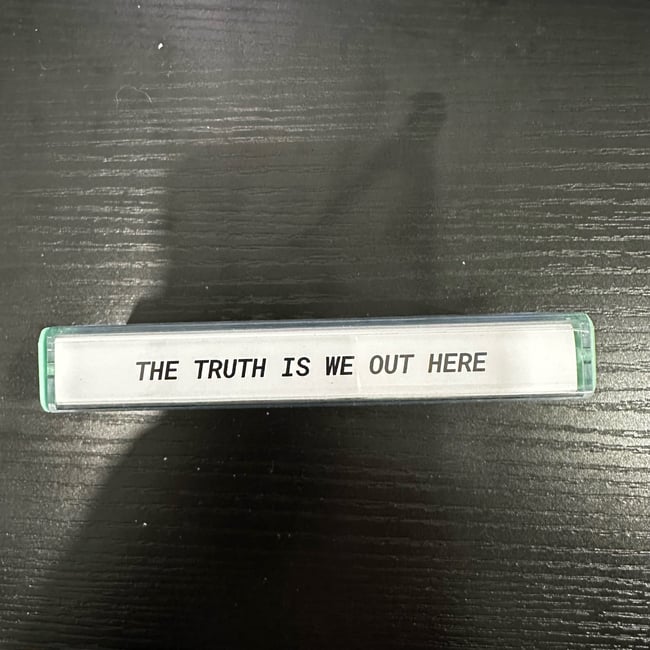 THE TRUTH IS WE OUT HERE